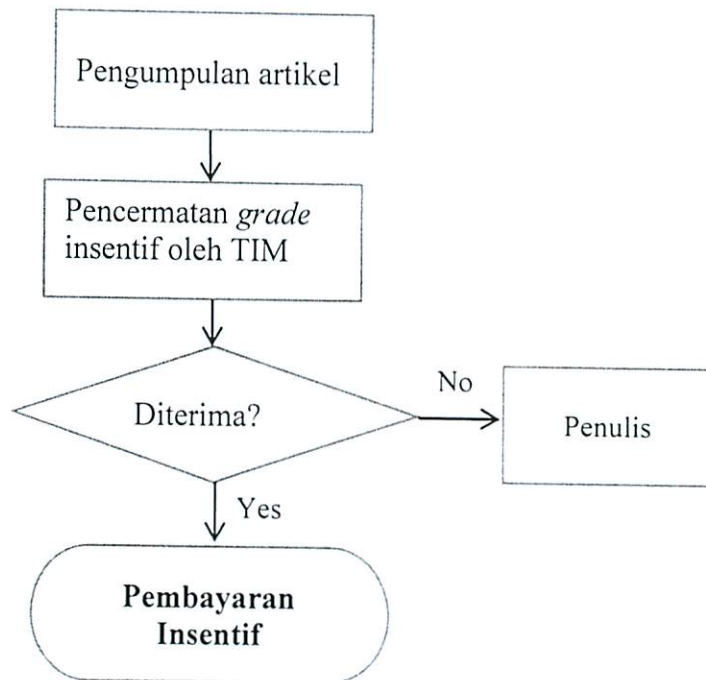 Pengumpulan artikel
Pencermatan grade
insentif oleh TIM
Diterima?
No
Penulis
Yes
Pembayaran
Insentif